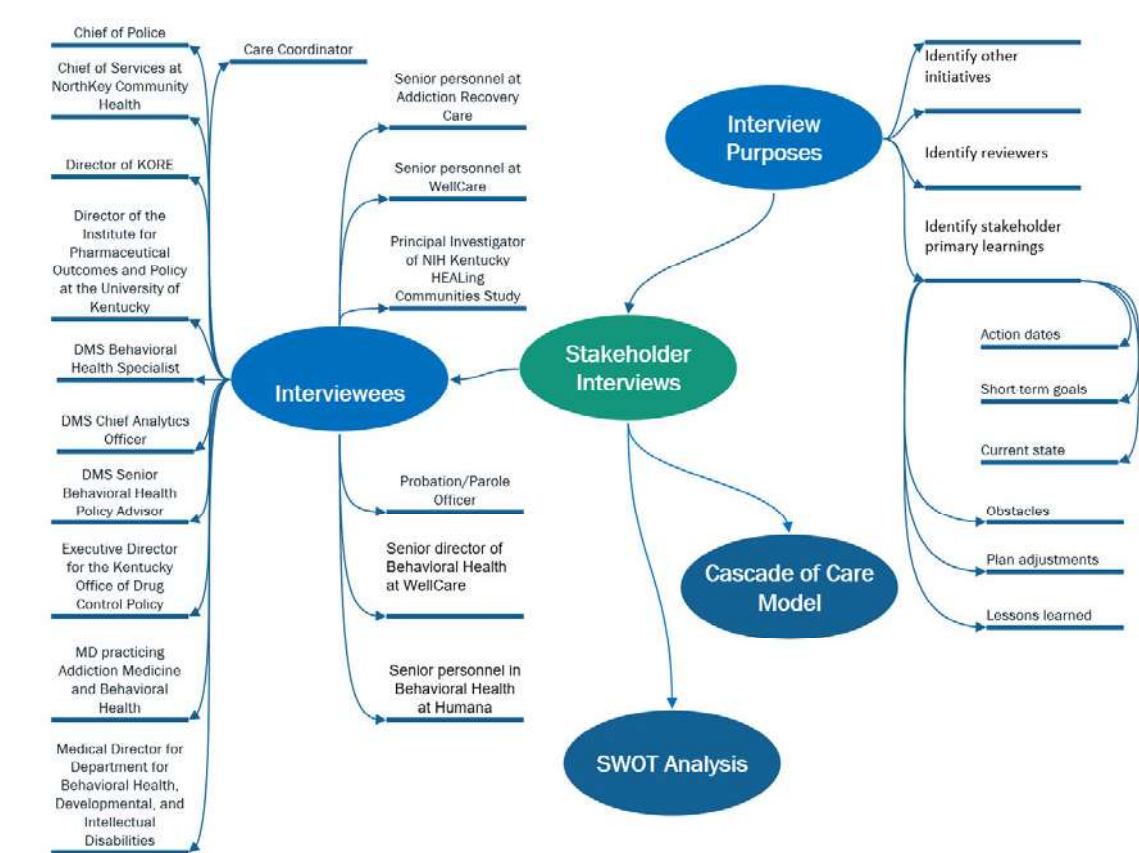 Chief of Police
Chief of Services at
NorthKey Community
Health
Director of KORE
Director of the
Institute for
Pharmaceutical
Outcomes and Policy
at the University of
Kentucky
DMS Behavioral
Health Specialist
DMS Chief Analytics
Officer
DMS Senior
Behavioral Health
Policy Advisor
Executive Director
for the Kentucky
Office of Drug
Control Policy
MD practicing
Addiction Medicine
and Behavioral
Health
Medical Director for
Department for
Behavioral Health,
Developmental, and
Intellectual
Disabilities
Care Coordinator
Senior personnel at
Addiction Recovery
Care
Senior personnel at
WellCare
Principal Investigator
of NIH Kentucky
HEALing
Communities Study
Interviewees
Probation/Parole
Officer
Senior director of
Behavioral Health
at WellCare
Senior personnel in
Behavioral Health
at Humana
Interview
Purposes
Stakeholder
Interviews
Cascade of Care
Model
SWOT Analysis
Identify other
initiatives
Identify reviewers
Identify stakeholder
primary learnings
Action dates
Short-term goals
Current state
Obstacles
Plan adjustments
Lessons learned